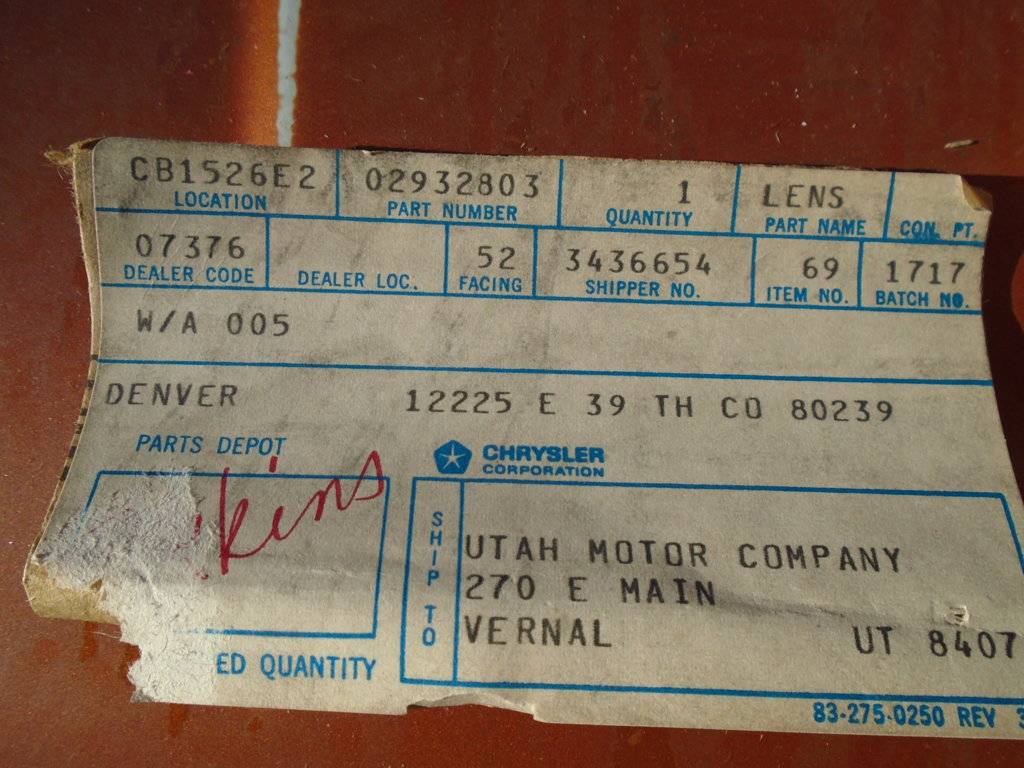 CB1526E2 02932803 1 LENS
LOCATION PART NUMBER QUANTITY PART NAME CON. PT.
07376 52 3436654 69 1717
DEALER CODE DEALER LOC. FACING SHIPPER NO. ITEM NO. BATCH NO.
W/A 005
DENVER 12225 E 39 TH CO 80239
PARTS DEPOT
CHRYSLER
CORPORATION
kins
SHIP TO
UTAH MOTOR COMPANY
270 E MAIN
VERNAL UT 8407
ED QUANTITY
83-275-0250 REV 3